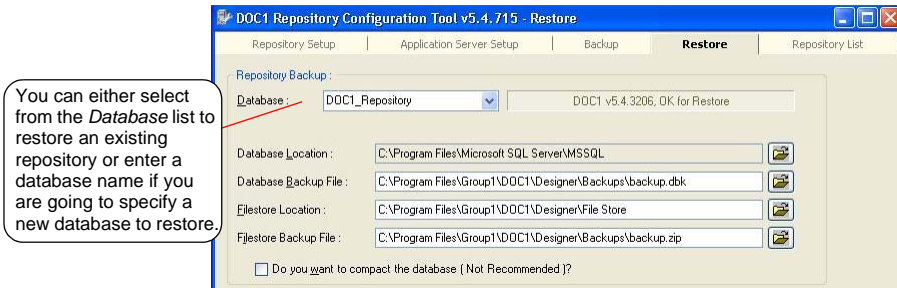 DOC1 Repository Configuration Tool v5.4.715 - Restore
Repository Setup | Application Server Setup | Backup | Restore | Repository List
Repository Backup :
Database : DOC1_Repository DOC1 v5.4.3206, OK for Restore
Database Location : C:\Program Files\Microsoft SQL Server\MSSQL
Database Backup File : C:\Program Files\Group1\DOC1\Designer\Backups\backup.dbk
Filestore Location : C:\Program Files\Group1\DOC1\Designer\File Store
Filestore Backup File : C:\Program Files\Group1\DOC1\Designer\Backups\backup.zip
Do you want to compact the database ( Not Recommended )?
You can either select
from the Database list to
restore an existing
repository or enter a
database name if you
are going to specify a
new database to restore.